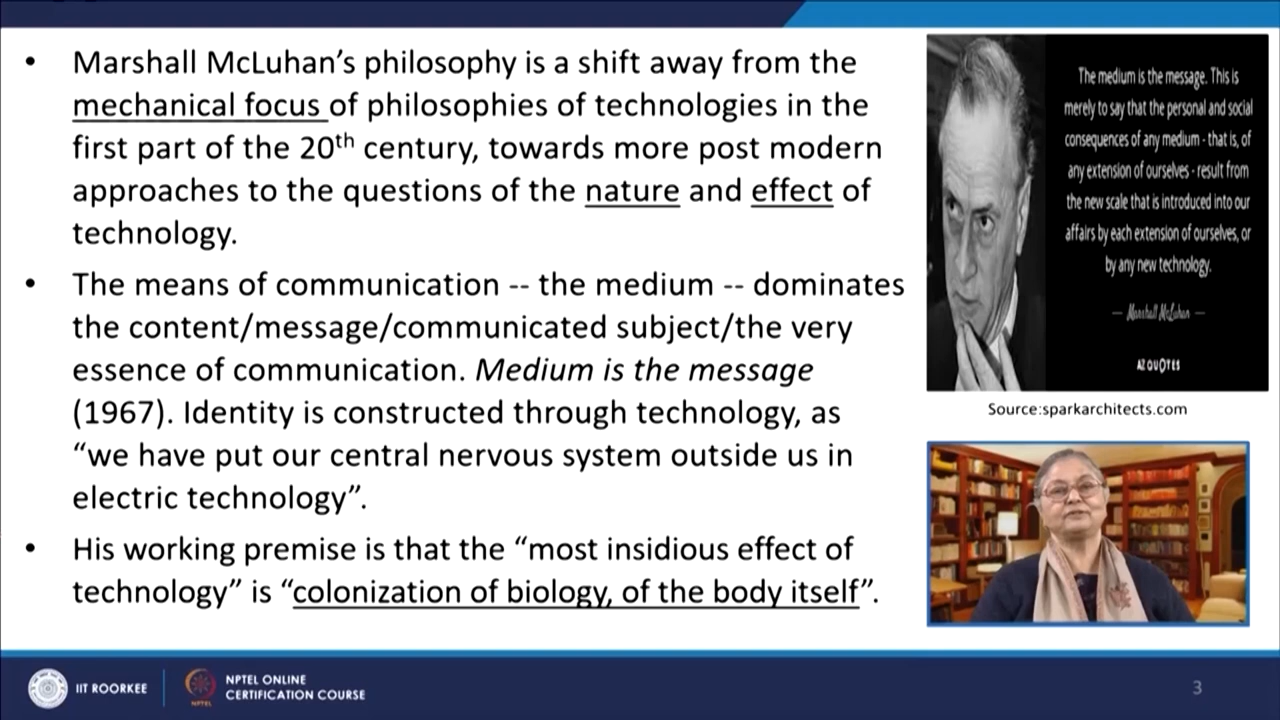 • Marshall McLuhan’s philosophy is a shift away from the
mechanical focus of philosophies of technologies in the
first part of the 20th century, towards more post modern
approaches to the questions of the nature and effect of
technology.
• The means of communication -- the medium -- dominates
the content/message/communicated subject/the very
essence of communication. Medium is the message
(1967). Identity is constructed through technology, as
“we have put our central nervous system outside us in
electric technology”.
• His working premise is that the “most insidious effect of
technology” is “colonization of biology, of the body itself”.
The medium is the message. This is
merely to say that the personal and social
consequences of any medium - that is, of
any extension of ourselves - result from
the new scale that is introduced into our
affairs by each extension of ourselves, or
by any new technology.
— Marshall McLuhan —
AZ QUOTES
Source:sparkarchitects.com
IIT ROORKEE
NPTEL
NPTEL ONLINE
CERTIFICATION COURSE
3